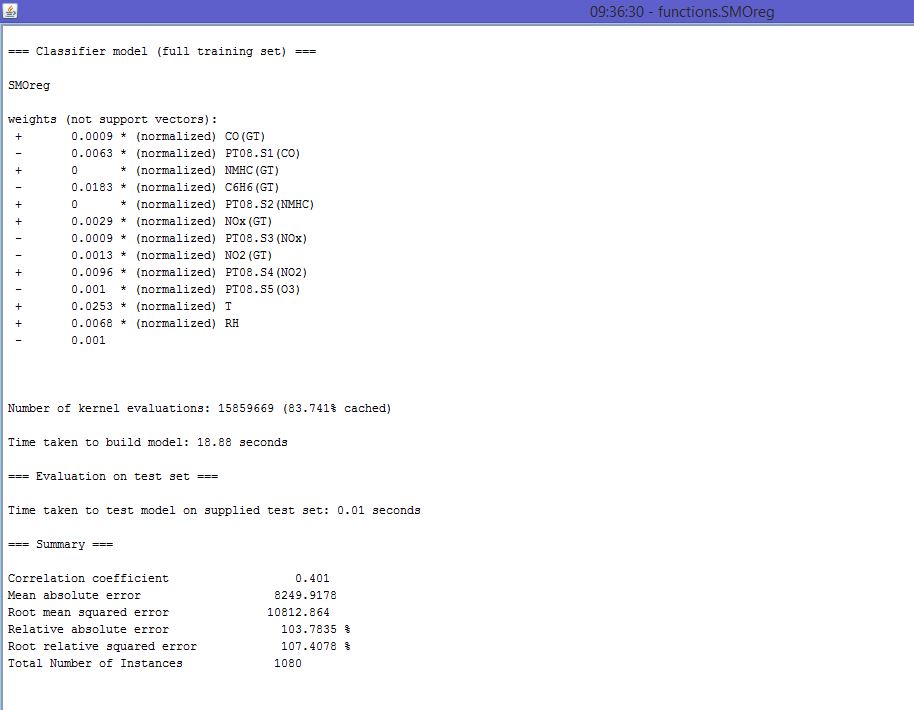 09:36:30 - functions.SMOreg
=== Classifier model (full training set) ===
SMOreg
weights (not support vectors):
+ 0.0009 * (normalized) CO(GT)
- 0.0063 * (normalized) PT08.S1(CO)
+ 0 * (normalized) NMHC(GT)
- 0.0183 * (normalized) C6H6(GT)
+ 0 * (normalized) PT08.S2(NMHC)
+ 0.0029 * (normalized) NOx(GT)
- 0.0009 * (normalized) PT08.S3(NOx)
- 0.0013 * (normalized) NO2(GT)
+ 0.0096 * (normalized) PT08.S4(NO2)
- 0.001 * (normalized) PT08.S5(O3)
+ 0.0253 * (normalized) T
+ 0.0068 * (normalized) RH
- 0.001
Number of kernel evaluations: 15859669 (83.741% cached)
Time taken to build model: 18.88 seconds
=== Evaluation on test set ===
Time taken to test model on supplied test set: 0.01 seconds
=== Summary ===
Correlation coefficient 0.401
Mean absolute error 8249.9178
Root mean squared error 10812.864
Relative absolute error 103.7835 %
Root relative squared error 107.4078 %
Total Number of Instances 1080